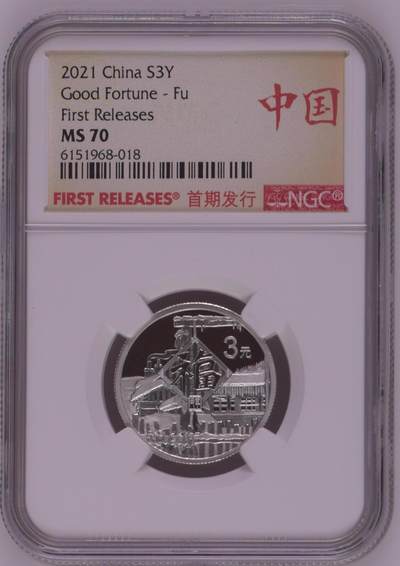 2021 China S3Y
Good Fortune - Fu
First Releases
MS 70
6151968-018
中国
FIRST RELEASES® 首期发行
NGC®
3元
福